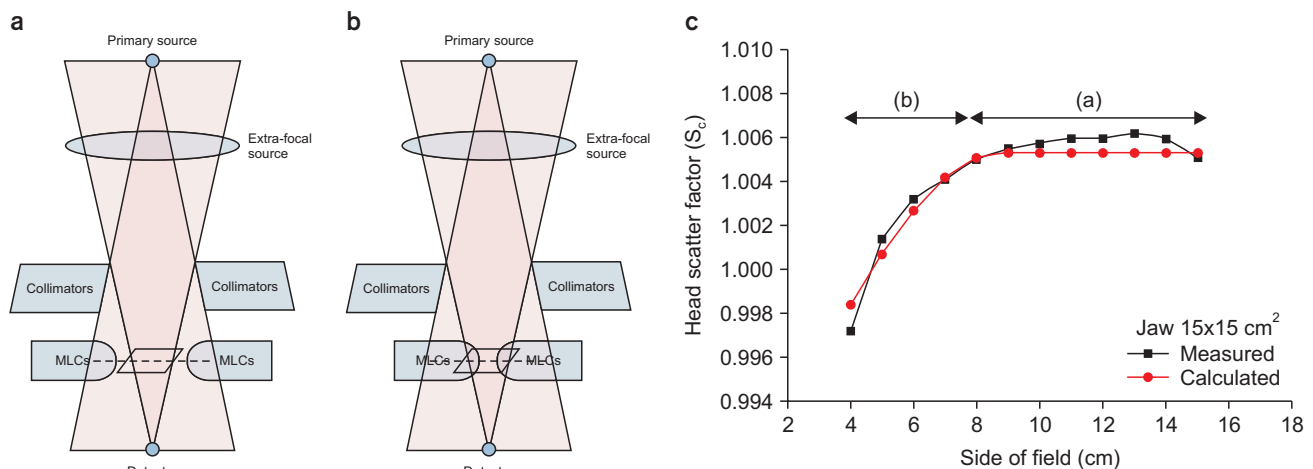 a
Primary source
Extra-focal
source
Collimators
Collimators
MLCs
MLCs
b
Primary source
Extra-focal
source
Collimators
Collimators
MLCs
MLCs
c
Head scatter factor (Sc)
1.010
1.008
1.006
1.004
1.002
1.000
0.998
0.996
0.994
(b)
(a)
Jaw 15x15 cm2
Measured
Calculated
2
4
6
8
10
12
14
16
18
Side of field (cm)